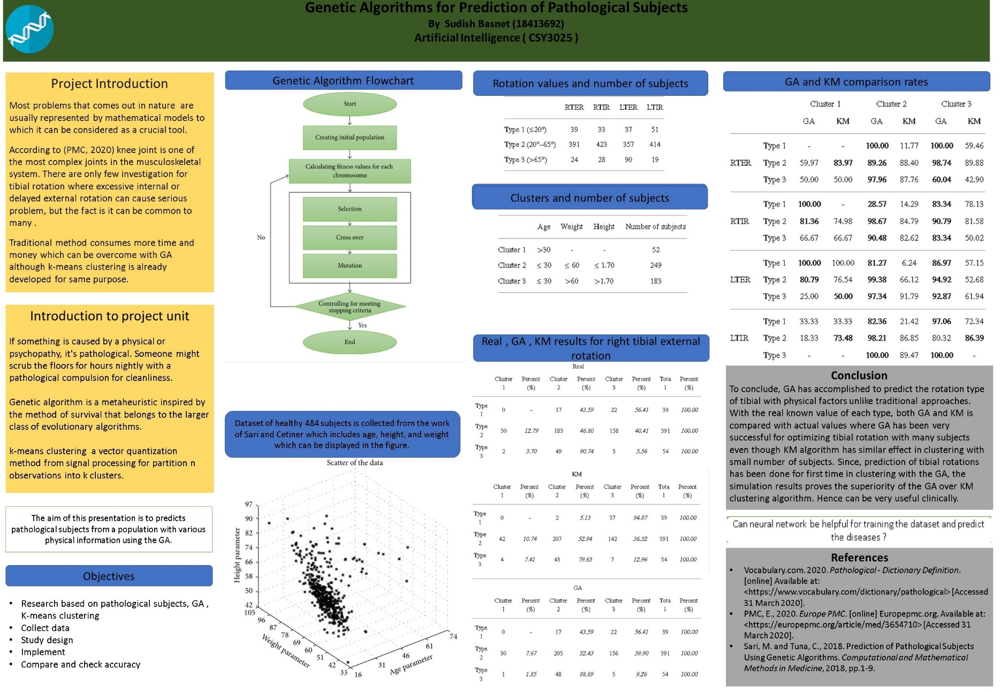 Genetic Algorithms for Prediction of Pathological Subjects
By Sudish Basnet (18413692)
Artificial Intelligence ( CSY3025 )
Project Introduction
Most problems that comes out in nature are
usually represented by mathematical models to
which it can be considered as a crucial tool.
According to (PMC, 2020) knee joint is one of
the most complex joints in the musculoskeletal
system. There are only few investigation for
tibial rotation where excessive internal or
delayed external rotation can cause serious
problem, but the fact is it can be common to
many .
Traditional method consumes more time and
money which can be overcome with GA
although k-means clustering is already
developed for same purpose.
Introduction to project unit
If something is caused by a physical or
psychopathy, it's pathological. Someone might
scrub the floors for hours nightly with a
pathological compulsion for cleanliness.
Genetic algorithm is a metaheuristic inspired by
the method of survival that belongs to the larger
class of evolutionary algorithms.
k-means clustering a vector quantization
method from signal processing for partition n
observations into k clusters.
The aim of this presentation is to predicts
pathological subjects from a population with various
physical information using the GA.
Objectives
• Research based on pathological subjects, GA ,
K-means clustering
• Collect data
• Study design
• Implement
• Compare and check accuracy
Genetic Algorithm Flowchart
Start
Creating initial population
Calculating fitness values for each
chromosome
Selection
Cross over
Mutation
No
Controlling for meeting
stopping criteria
Yes
End
Dataset of healthy 484 subjects is collected from the work
of Sari and Cetiner which includes age, height, and weight
which can be displayed in the figure.
Scatter of the data
Height parameter
97
90
82
74
66
58
50
42
105
96
87
78
69
60
51
42
33
Weight parameter
16
31
46
61
74
Age parameter
Rotation values and number of subjects
RTER RTIR LTER LTIR
Type 1 (≤20°) 39 33 37 51
Type 2 (20°–65°) 391 423 357 414
Type 3 (>65°) 24 28 90 19
Clusters and number of subjects
Age Weight Height Number of subjects
Cluster 1 >30 - - 52
Cluster 2 ≤ 30 ≤ 60 ≤ 1.70 249
Cluster 3 ≤ 30 >60 >1.70 183
Real , GA , KM results for right tibial external
rotation
Real
Cluster Percent Cluster Percent Cluster Percent Tota Percent
1 (%) 2 (%) 3 (%) 1 (%)
Type
1 0 - 17 43.59 22 56.41 39 100.00
Type
2 50 12.79 183 46.80 158 40.41 391 100.00
Type
3 2 3.70 49 90.74 3 5.56 54 100.00
KM
Cluster Percent Cluster Percent Cluster Percent Tota Percent
1 (%) 2 (%) 3 (%) 1 (%)
Type
1 0 - 2 5.13 37 94.87 39 100.00
Type
2 42 10.74 207 52.94 142 36.32 391 100.00
Type
3 4 7.41 43 79.63 7 12.96 54 100.00
GA
Cluster Percent Cluster Percent Cluster Percent Tota Percent
1 (%) 2 (%) 3 (%) 1 (%)
Type
1 0 - 17 43.59 22 56.41 39 100.00
Type
2 30 7.67 205 52.43 156 39.90 391 100.00
Type
3 1 1.85 48 88.89 5 9.26 54 100.00
GA and KM comparison rates
Cluster 1 Cluster 2 Cluster 3
GA KM GA KM GA KM
Type 1 - - 100.00 11.77 100.00 59.46
RTER Type 2 59.97 83.97 89.26 88.40 98.74 89.88
Type 3 50.00 50.00 97.96 87.76 60.04 42.90
Type 1 100.00 - 28.57 14.29 83.34 78.13
RTIR Type 2 81.36 74.98 98.67 84.79 90.79 81.58
Type 3 66.67 66.67 90.48 82.62 83.34 50.02
Type 1 100.00 100.00 81.27 6.24 86.97 57.15
LTER Type 2 80.79 76.54 99.38 66.12 94.92 52.68
Type 3 25.00 50.00 97.34 91.79 92.87 61.94
Type 1 33.33 33.33 82.36 21.42 97.06 72.34
LTIR Type 2 18.33 73.48 98.21 86.85 80.32 86.39
Type 3 - - 100.00 89.47 100.00 -
Conclusion
To conclude, GA has accomplished to predict the rotation type
of tibial with physical factors unlike traditional approaches.
With the real known value of each type, both GA and KM is
compared with actual values where GA has been very
successful for optimizing tibial rotation with many subjects
even though KM algorithm has similar effect in clustering with
small number of subjects. Since, prediction of tibial rotations
has been done for first time in clustering with the GA, the
simulation results proves the superiority of the GA over KM
clustering algorithm. Hence can be very useful clinically.
Can neural network be helpful for training the dataset and predict
the diseases ?
References
• Vocabulary.com. 2020. Pathological - Dictionary Definition.
[online] Available at:
<https://www.vocabulary.com/dictionary/pathological> [Accessed
31 March 2020].
• PMC, E., 2020. Europe PMC. [online] Europepmc.org. Available at:
<https://europepmc.org/article/med/3654710> [Accessed 31
March 2020].
• Sari, M. and Tuna, C., 2018. Prediction of Pathological Subjects
Using Genetic Algorithms. Computational and Mathematical
Methods in Medicine, 2018, pp.1-9.